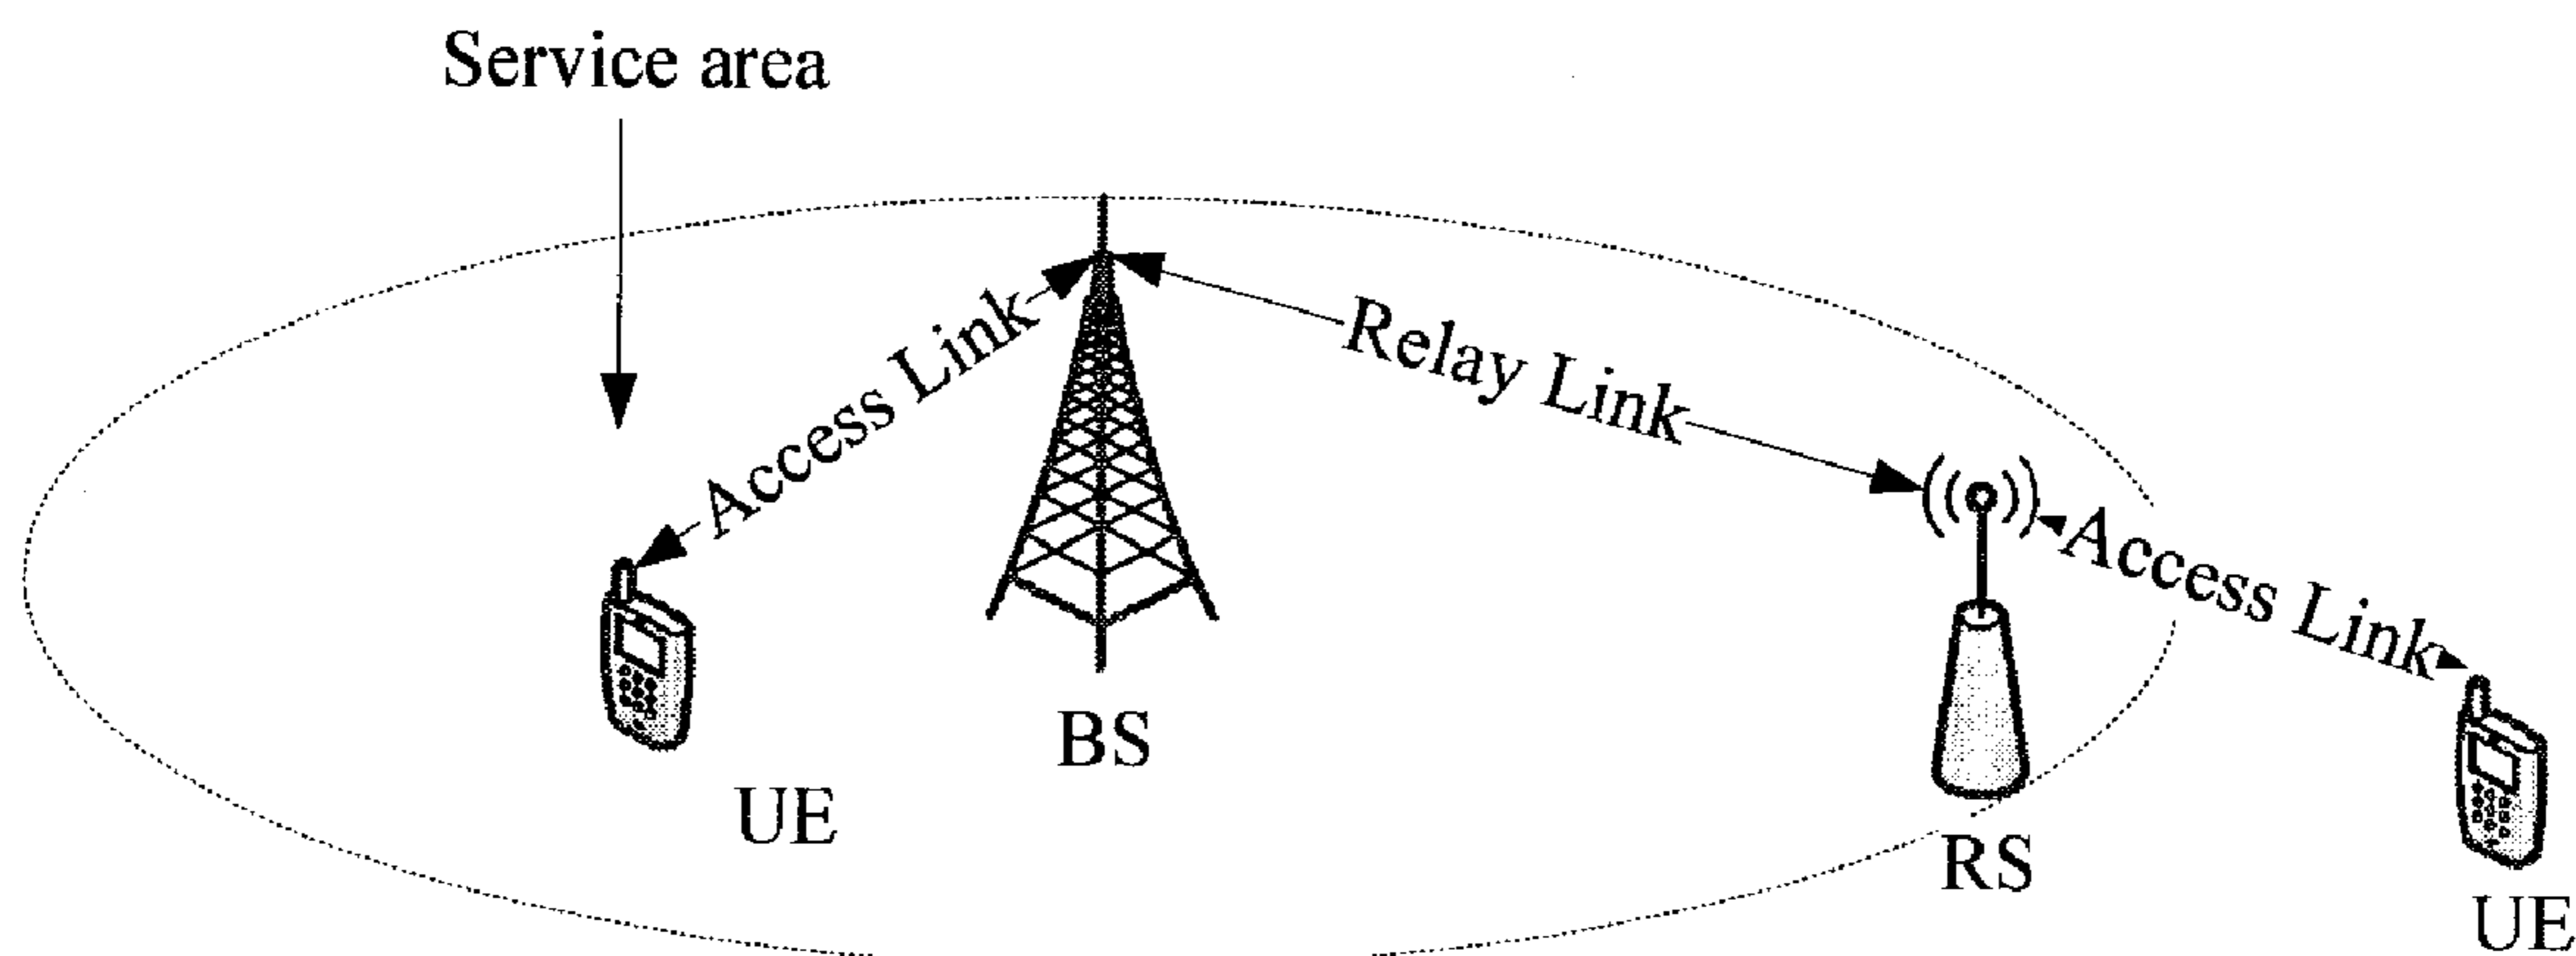 Service area
Access Link
Relay Link
Access Link
UE
BS
RS
UE